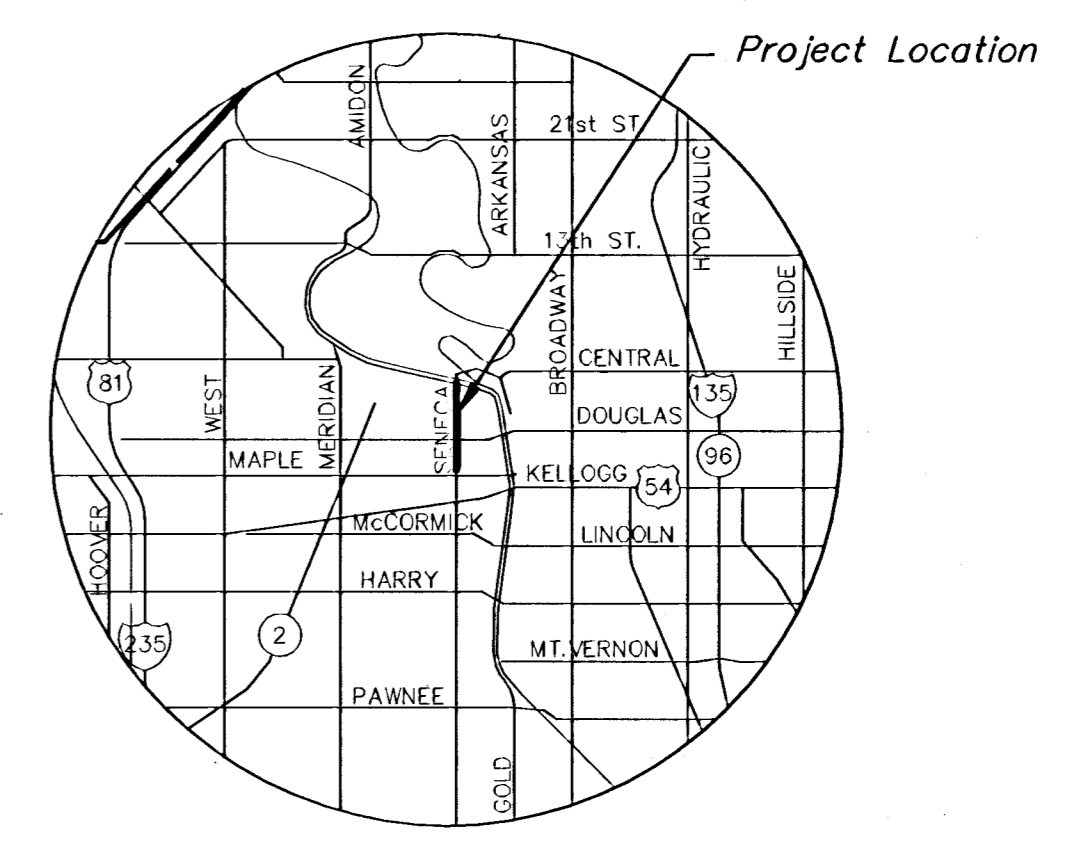 Project Location
AMIDON
ARKANSAS
21st ST.
HYDRAULIC
13th ST.
BROADWAY
HILLSIDE
CENTRAL
81
WEST
MERIDIAN
SENECA
135
DOUGLAS
MAPLE
96
KELLOGG
54
HOOVER
McCORMICK
LINCOLN
HARRY
235
2
MT. VERNON
PAWNEE
GOLD